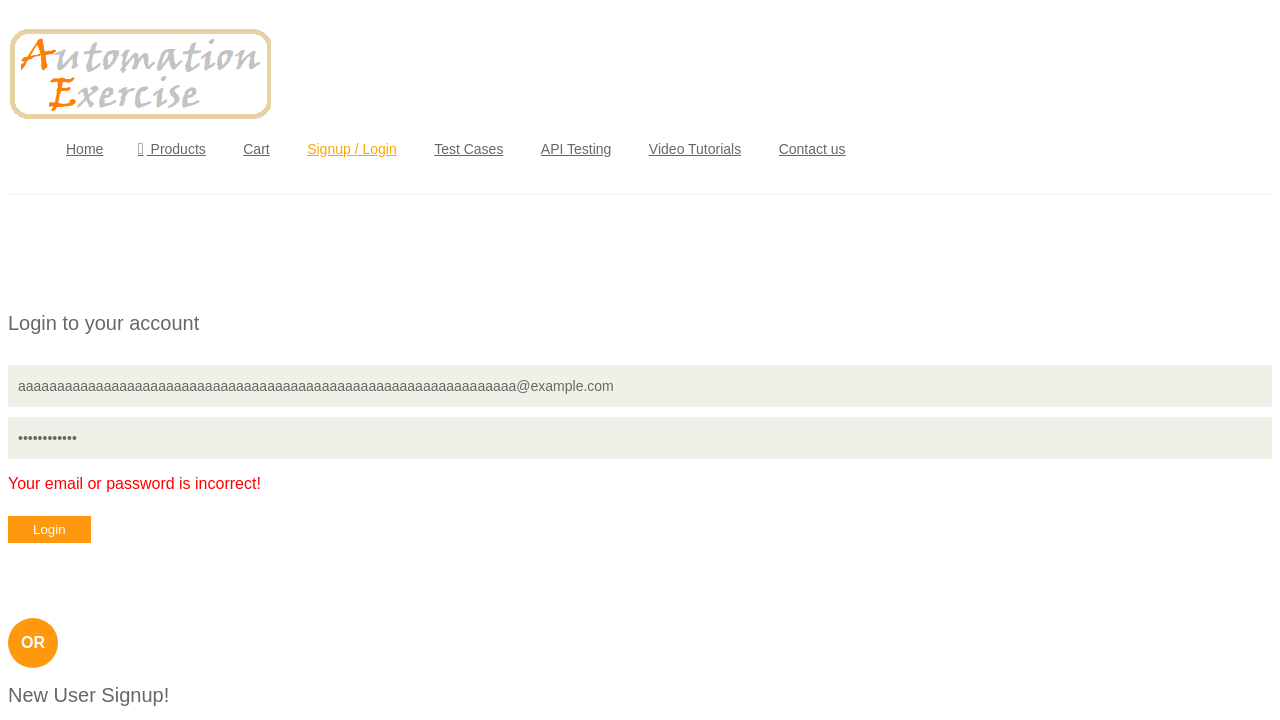 Automation
Exercise
Home Products Cart Signup / Login Test Cases API Testing Video Tutorials Contact us
Login to your account
aaaaaaaaaaaaaaaaaaaaaaaaaaaaaaaaaaaaaaaaaaaaaaaaaaaaaaaaaaaaaaaa@example.com
••••••••••••
Your email or password is incorrect!
Login
OR
New User Signup!